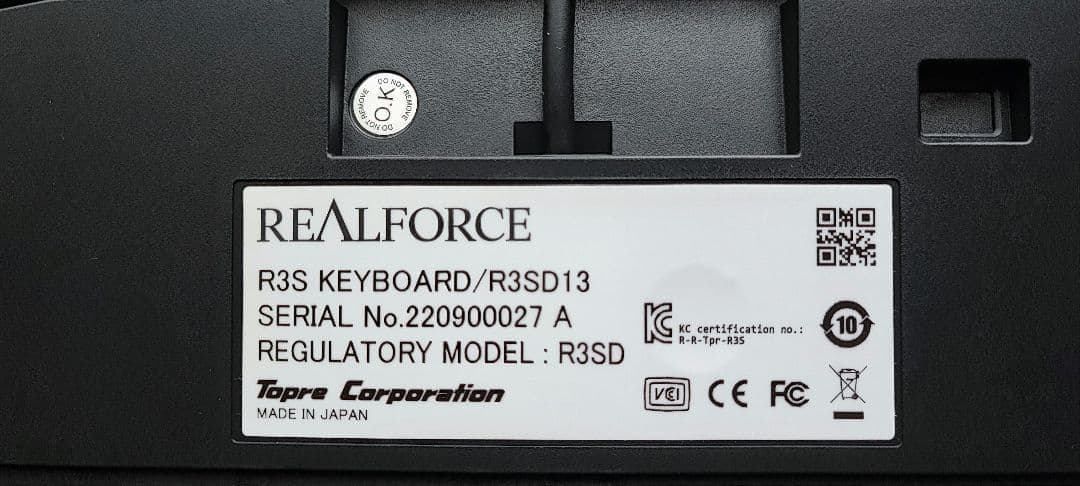 DO NOT REMOVE
O.K
DO NOT REMOVE
REALFORCE
R3S KEYBOARD/R3SD13
SERIAL No.220900027 A
REGULATORY MODEL : R3SD
Topre Corporation
MADE IN JAPAN
KC
KC certification no.:
R-R-Tpr-R3S
10
VCI
CE
FC